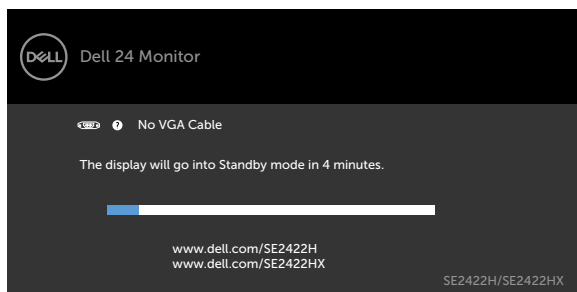 DELL
Dell 24 Monitor
? No VGA Cable
The display will go into Standby mode in 4 minutes.
www.dell.com/SE2422H
www.dell.com/SE2422HX
SE2422H/SE2422HX